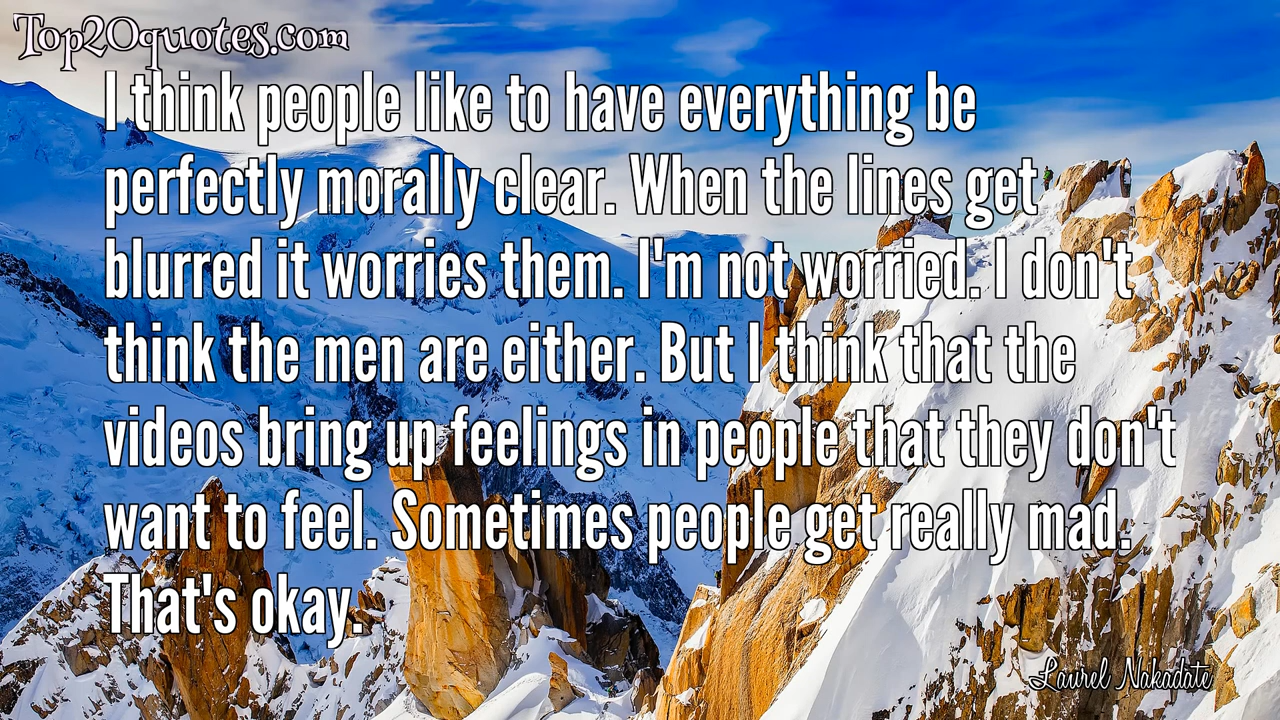 Top20quotes.com
I think people like to have everything be
perfectly morally clear. When the lines get
blurred it worries them. I'm not worried. I don't
think the men are either. But I think that the
videos bring up feelings in people that they don't
want to feel. Sometimes people get really mad.
That's okay.
Laurel Nakadate